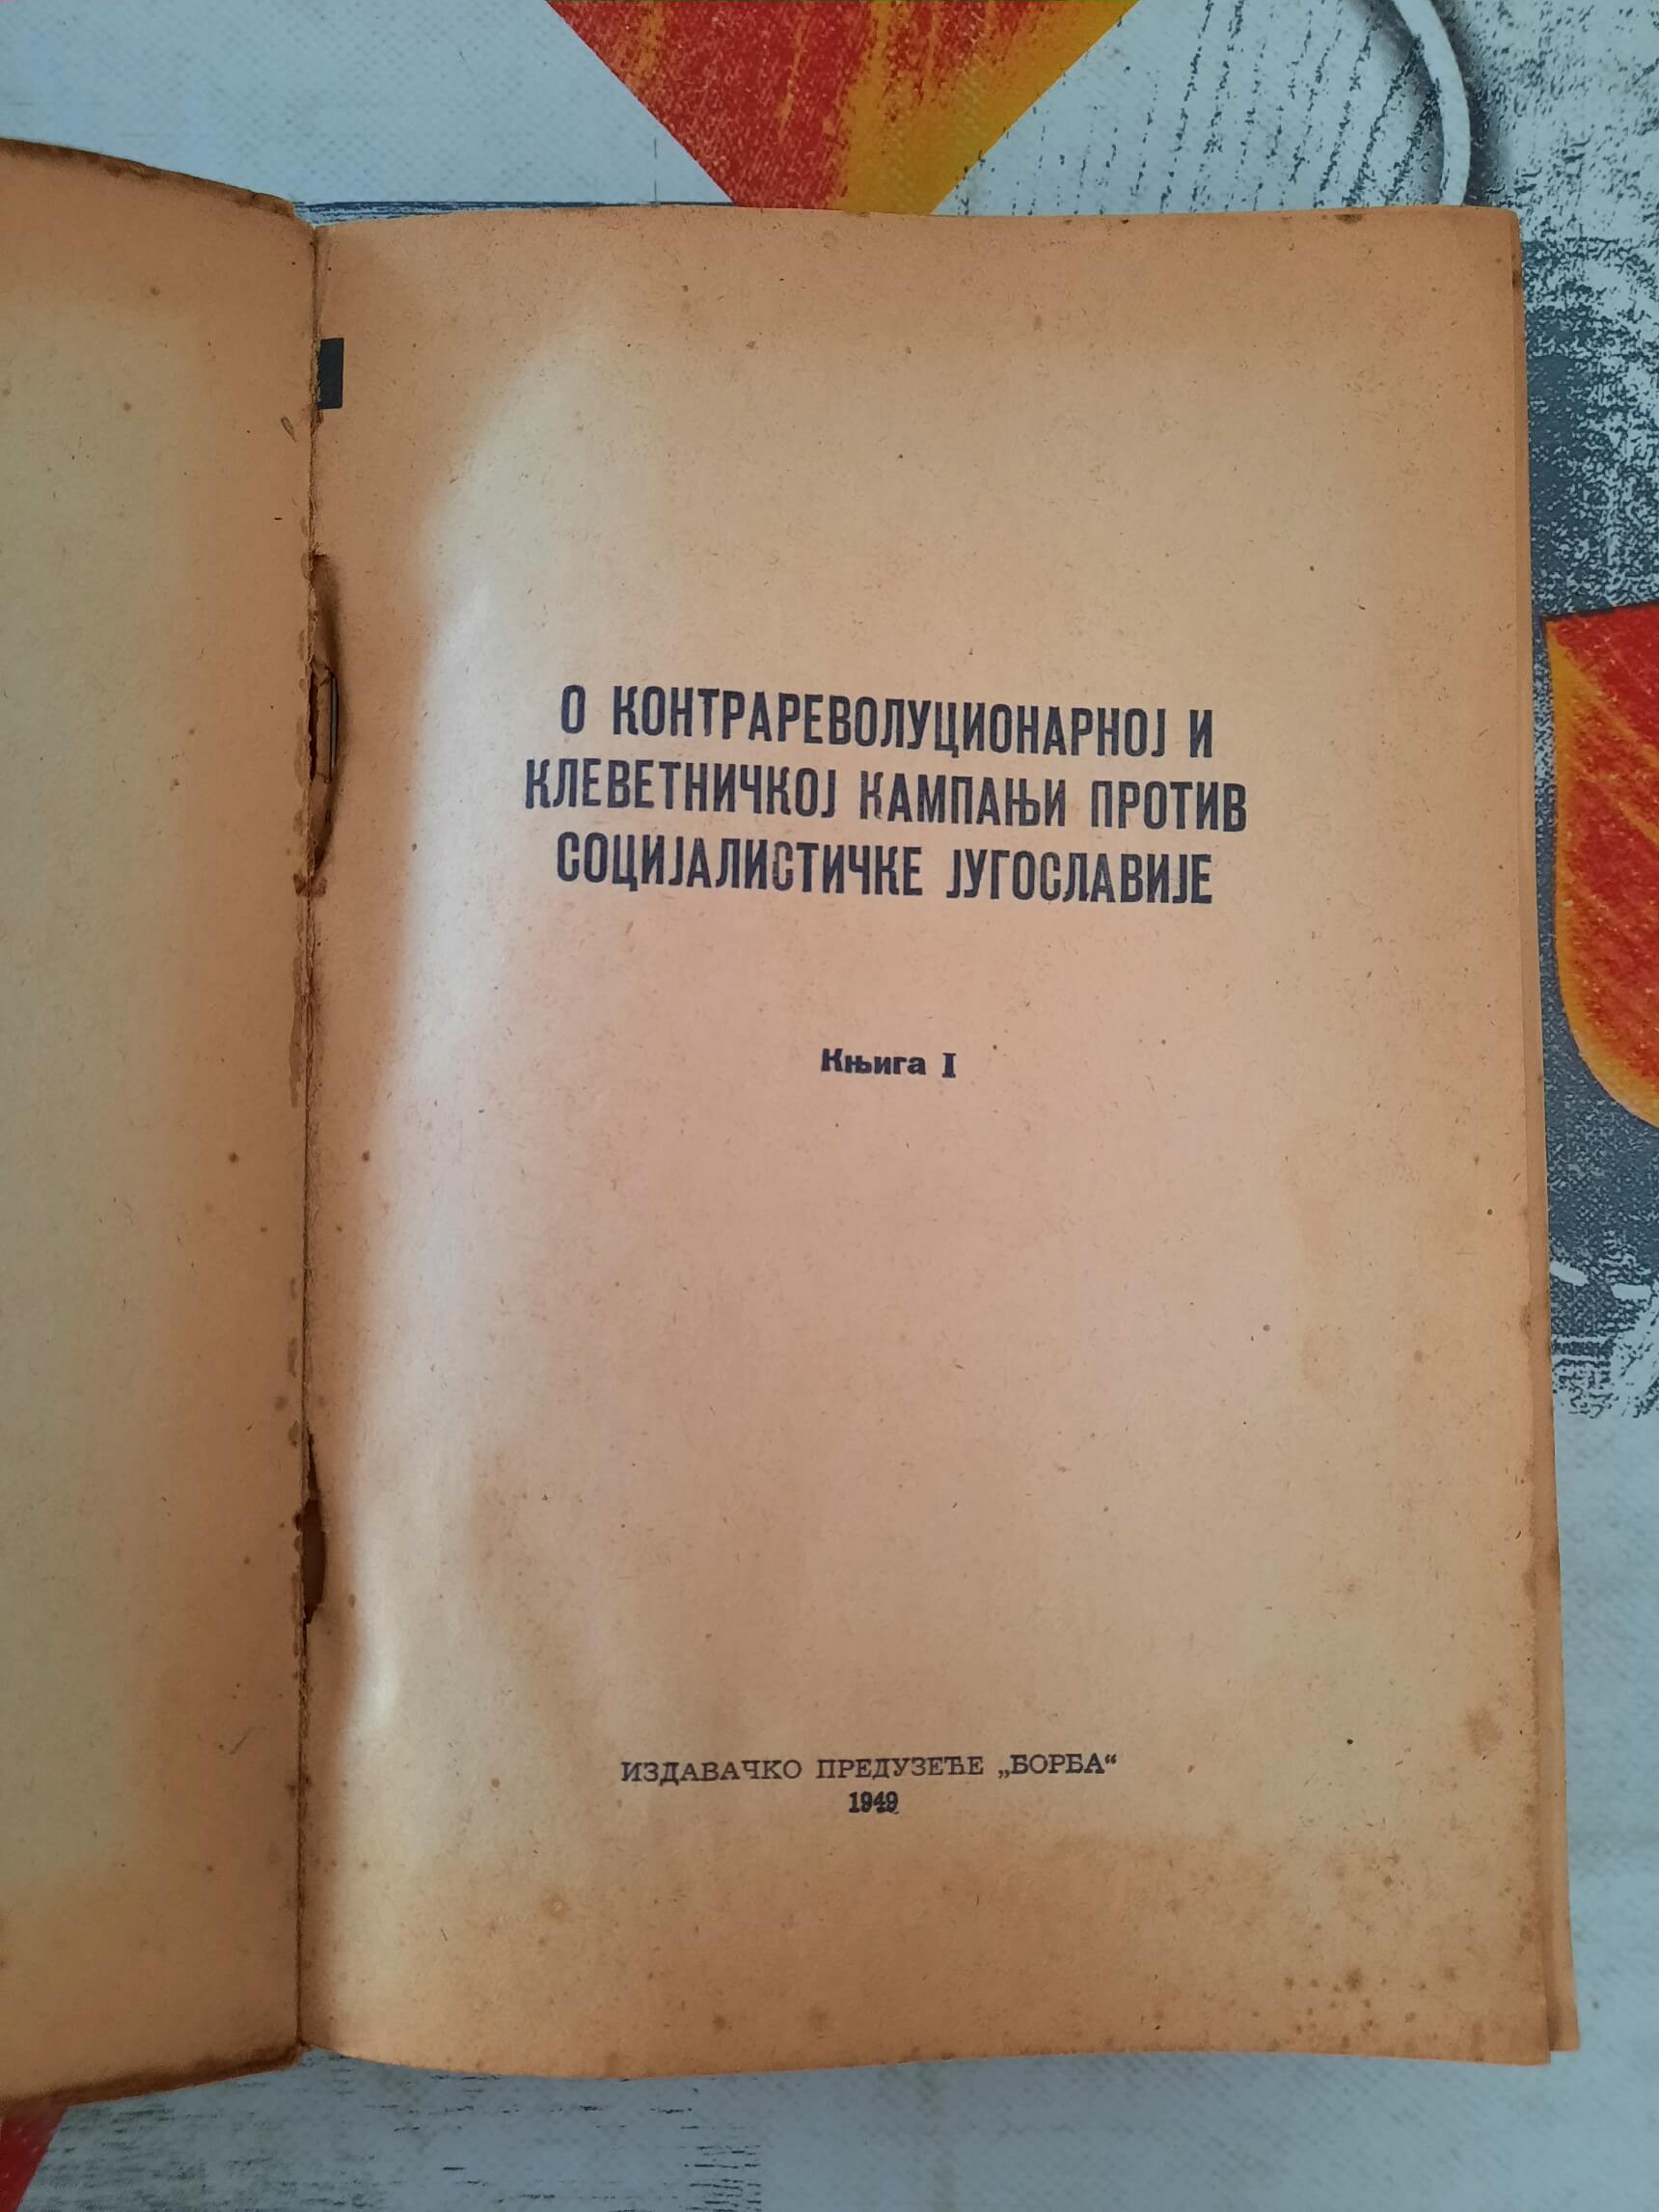 О КОНТРАРЕВОЛУЦИОНАРНОЈ И
КЛЕВЕТНИЧКОЈ КАМПАЊИ ПРОТИВ
СОЦИЈАЛИСТИЧКЕ ЈУГОСЛАВИЈЕ
Књига I
ИЗДАВАЧКО ПРЕДУЗЕЋЕ „БОРБА“
1949